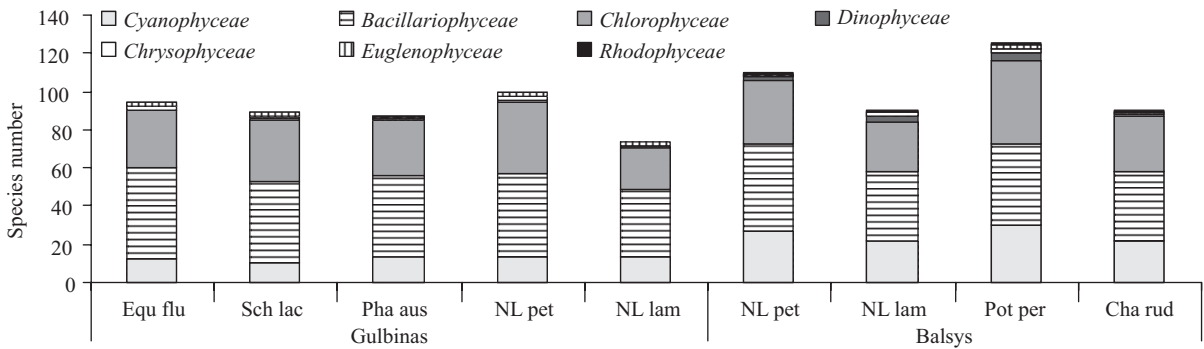 140
120
100
80
60
40
20
0
Species number
Cyanophyceae Bacillariophyceae Chlorophyceae Dinophyceae
Chrysophyceae Euglenophyceae Rhodophyceae
Equ flu Sch lac Pha aus NL pet NL lam NL pet NL lam Pot per Cha rud
Gulbinas Balsys